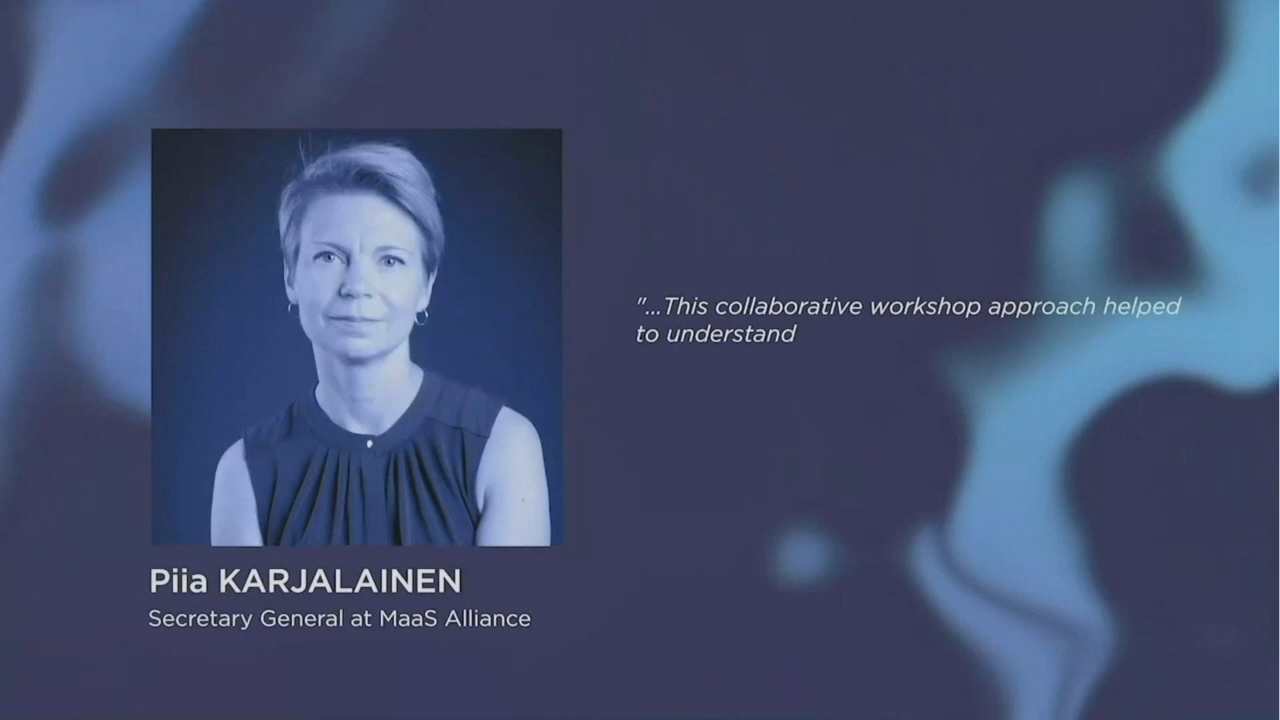 "...This collaborative workshop approach helped
to understand
Piia KARJALAINEN
Secretary General at MaaS Alliance